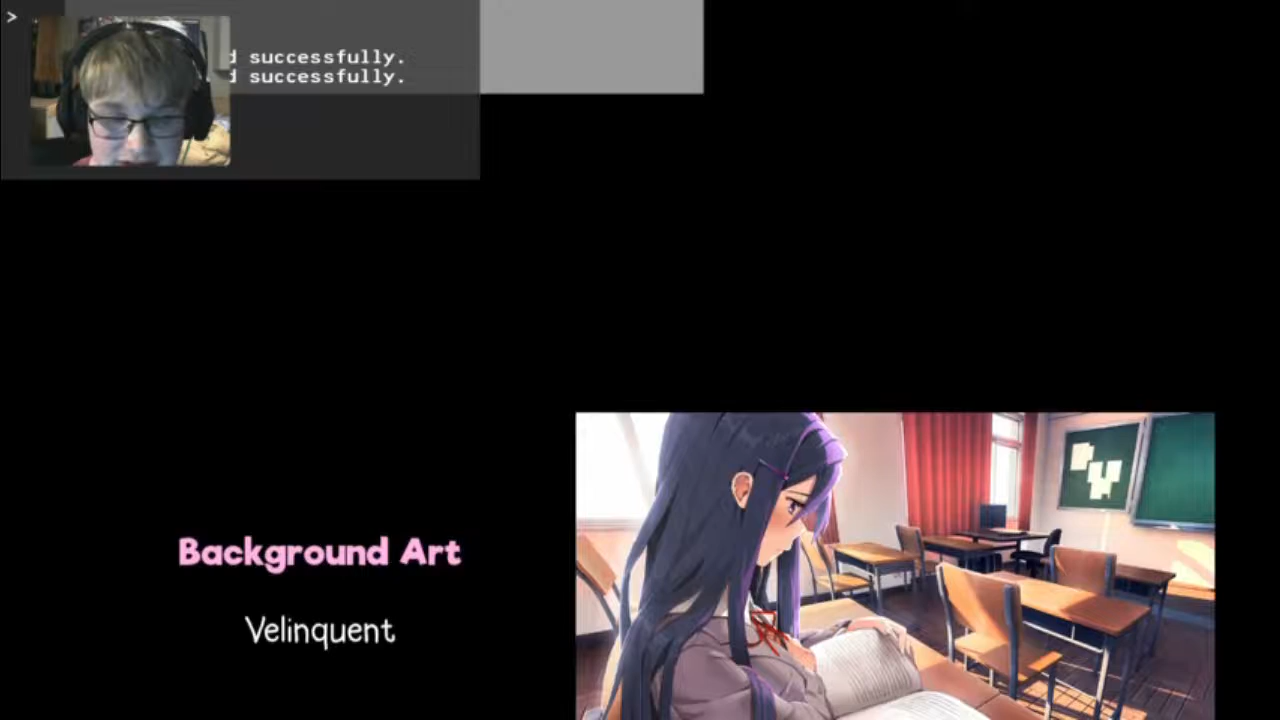 >
successfully.
successfully.
Background Art
Velinquent